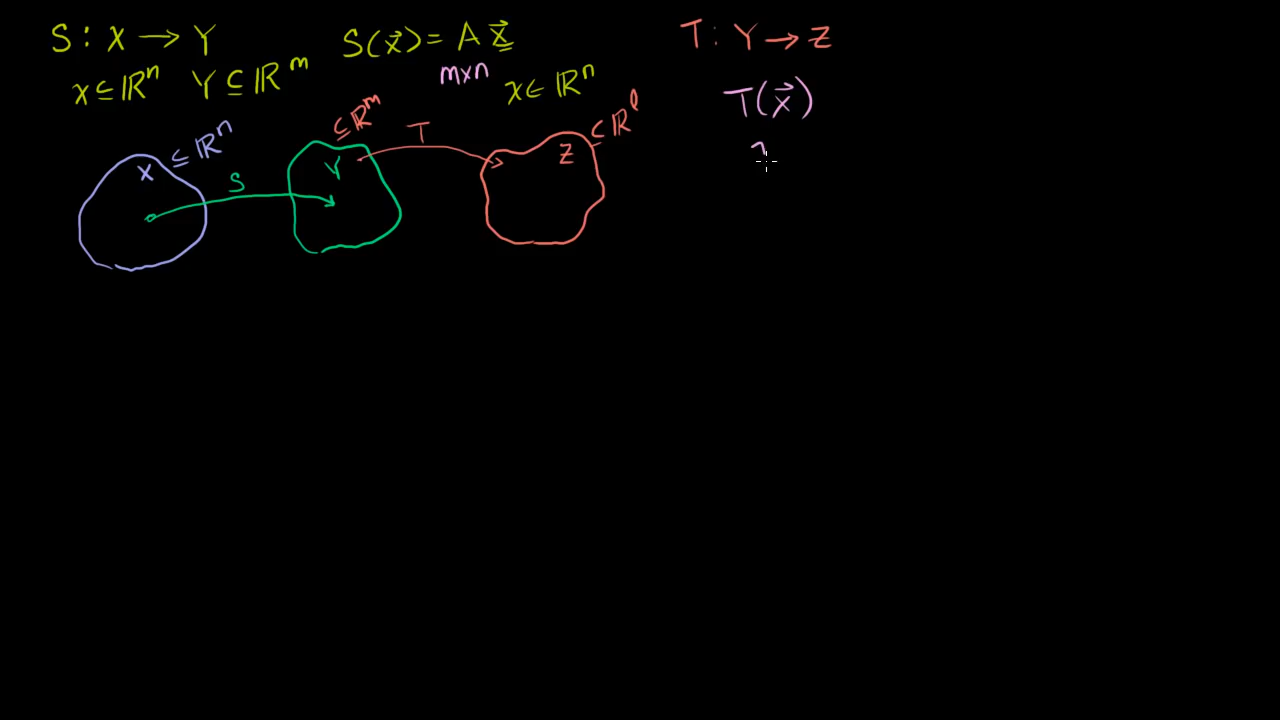 S : X → Y   S(x⃗) = A x⃗   T : Y → Z
X ⊆ ℝⁿ   Y ⊆ ℝᵐ   m×n   x ∈ ℝⁿ   T(x⃗)
X ⊆ ℝⁿ   S   Y ⊆ ℝᵐ   T   Z ⊆ ℝˡ